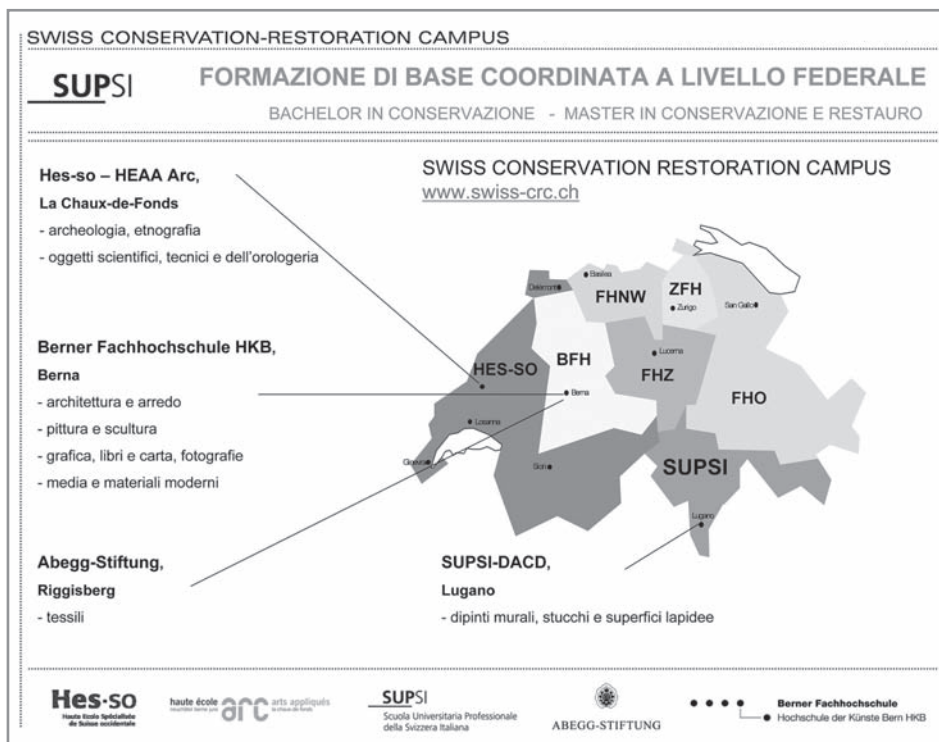 SWISS CONSERVATION-RESTORATION CAMPUS
SUPSI
FORMAZIONE DI BASE COORDINATA A LIVELLO FEDERALE
BACHELOR IN CONSERVAZIONE - MASTER IN CONSERVAZIONE E RESTAURO
Hes-so – HEAA Arc,
La Chaux-de-Fonds
- archeologia, etnografia
- oggetti scientifici, tecnici e dell'orologeria
SWISS CONSERVATION RESTORATION CAMPUS
www.swiss-crc.ch
Berner Fachhochschule HKB,
Berna
- architettura e arredo
- pittura e scultura
- grafica, libri e carta, fotografie
- media e materiali moderni
Abegg-Stiftung,
Riggisberg
- tessili
Basilea
Delemont
FHNW
ZFH
Zurigo
San Gallo
HES-SO
BFH
Lucerna
FHZ
Berna
FHO
Losanna
Ginevra
Sion
SUPSI
Lugano
SUPSI-DACD,
Lugano
- dipinti murali, stucchi e superfici lapidee
Hes·so
Haute Ecole Spécialisée
de Suisse occidentale
haute école
arc
arts appliqués
la chaux-de-fonds
SUPSI
Scuola Universitaria Professionale
della Svizzera Italiana
ABEGG-STIFTUNG
Berner Fachhochschule
Hochschule der Künste Bern HKB